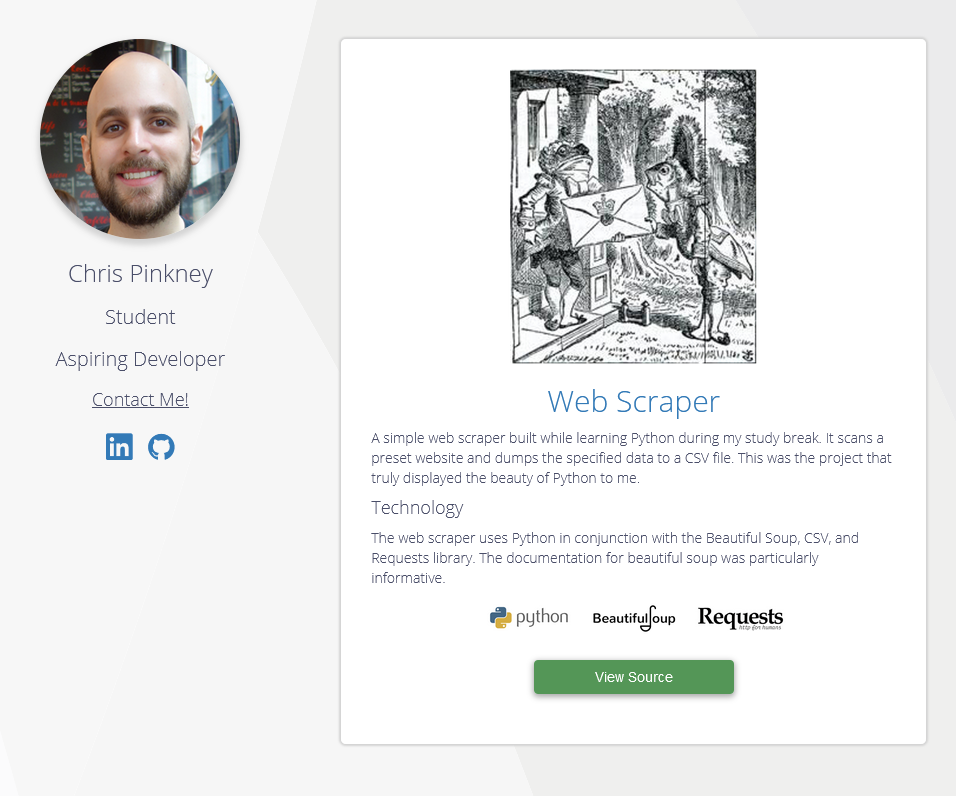 Chris Pinkney
Student
Aspiring Developer
Contact Me!
Web Scraper
A simple web scraper built while learning Python during my study break. It scans a
preset website and dumps the specified data to a CSV file. This was the project that
truly displayed the beauty of Python to me.
Technology
The web scraper uses Python in conjunction with the Beautiful Soup, CSV, and
Requests library. The documentation for beautiful soup was particularly
informative.
python BeautifulSoup Requests
http for humans
View Source